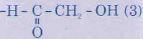 -H-C-CH₂-OH (3)
‖
O